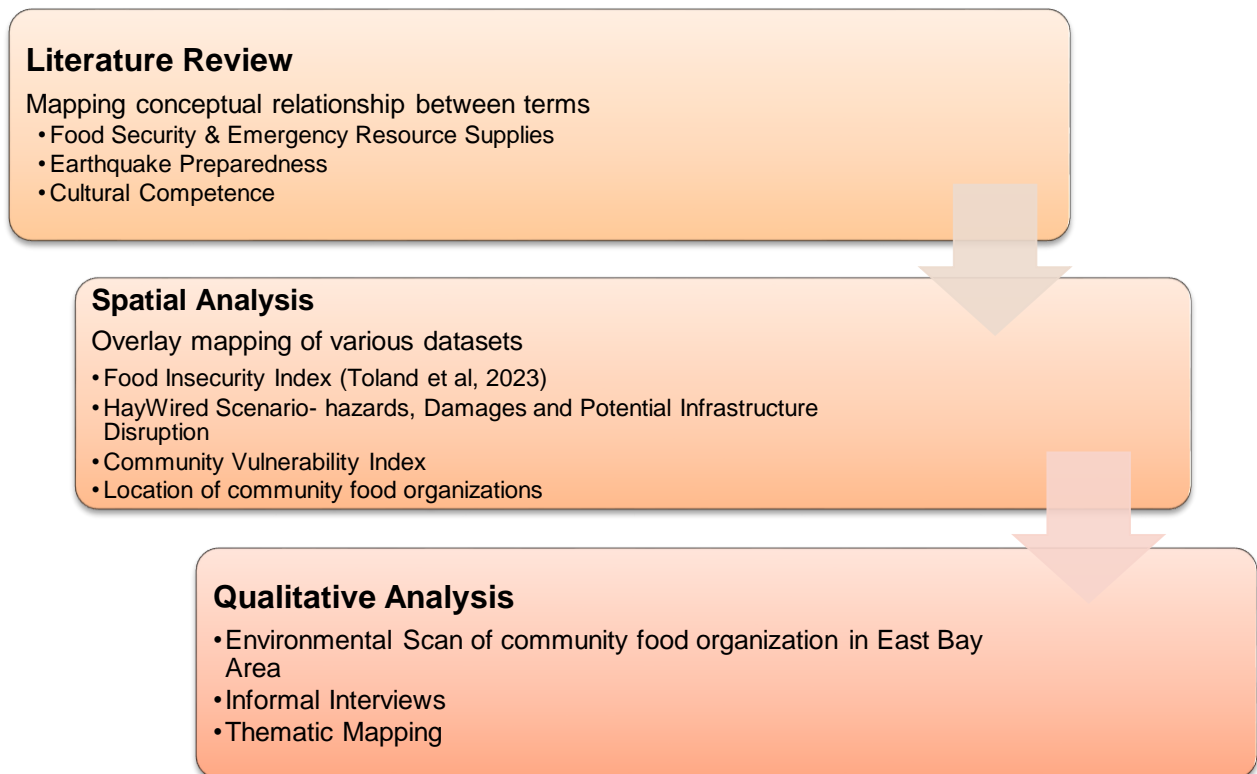 Literature Review
Mapping conceptual relationship between terms
•Food Security & Emergency Resource Supplies
•Earthquake Preparedness
•Cultural Competence
Spatial Analysis
Overlay mapping of various datasets
•Food Insecurity Index (Toland et al, 2023)
•HayWired Scenario- hazards, Damages and Potential Infrastructure
Disruption
•Community Vulnerability Index
•Location of community food organizations
Qualitative Analysis
•Environmental Scan of community food organization in East Bay
Area
•Informal Interviews
•Thematic Mapping